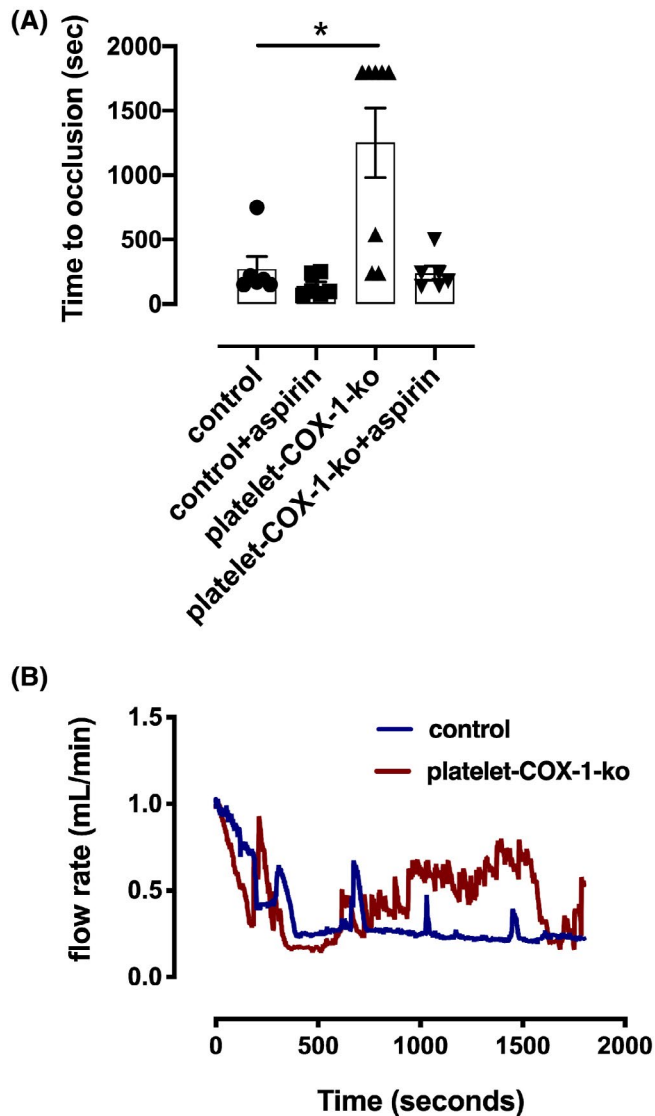 (A)
Time to occlusion (sec)
2000
1500
1000
500
0
*
control
control+aspirin
platelet-COX-1-ko
platelet-COX-1-ko+aspirin
(B)
flow rate (mL/min)
1.5
1.0
0.5
0.0
control
platelet-COX-1-ko
0 500 1000 1500 2000
Time (seconds)